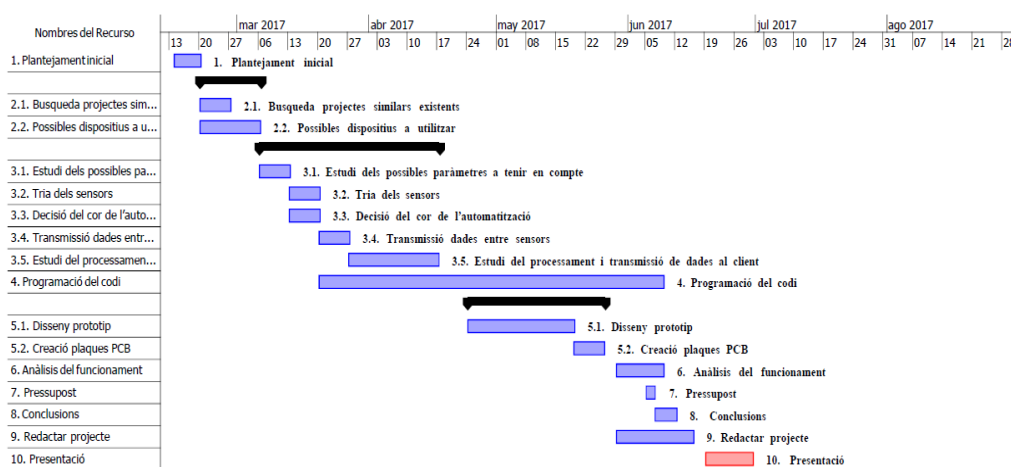 mar 2017 abr 2017 may 2017 jun 2017 jul 2017 ago 2017
Nombres del Recurso
13 20 27 06 13 20 27 03 10 17 24 01 08 15 22 29 05 12 19 26 03 10 17 24 31 07 14 21 28
1. Plantejament inicial 1. Plantejament inicial
2.1. Busqueda projectes sim... 2.1. Busqueda projectes similars existents
2.2. Possibles dispositius a u... 2.2. Possibles dispositius a utilitzar
3.1. Estudi dels possibles pa... 3.1. Estudi dels possibles paràmetres a tenir en compte
3.2. Tria dels sensors 3.2. Tria dels sensors
3.3. Decisió del cor de l'auto... 3.3. Decisió del cor de l'automatització
3.4. Transmissió dades entr... 3.4. Transmissió dades entre sensors
3.5. Estudi del processamen... 3.5. Estudi del processament i transmissió de dades al client
4. Programació del codi 4. Programació del codi
5.1. Disseny prototip 5.1. Disseny prototip
5.2. Creació plaques PCB 5.2. Creació plaques PCB
6. Anàlisis del funcionament 6. Anàlisis del funcionament
7. Pressupost 7. Pressupost
8. Conclusions 8. Conclusions
9. Redactar projecte 9. Redactar projecte
10. Presentació 10. Presentació